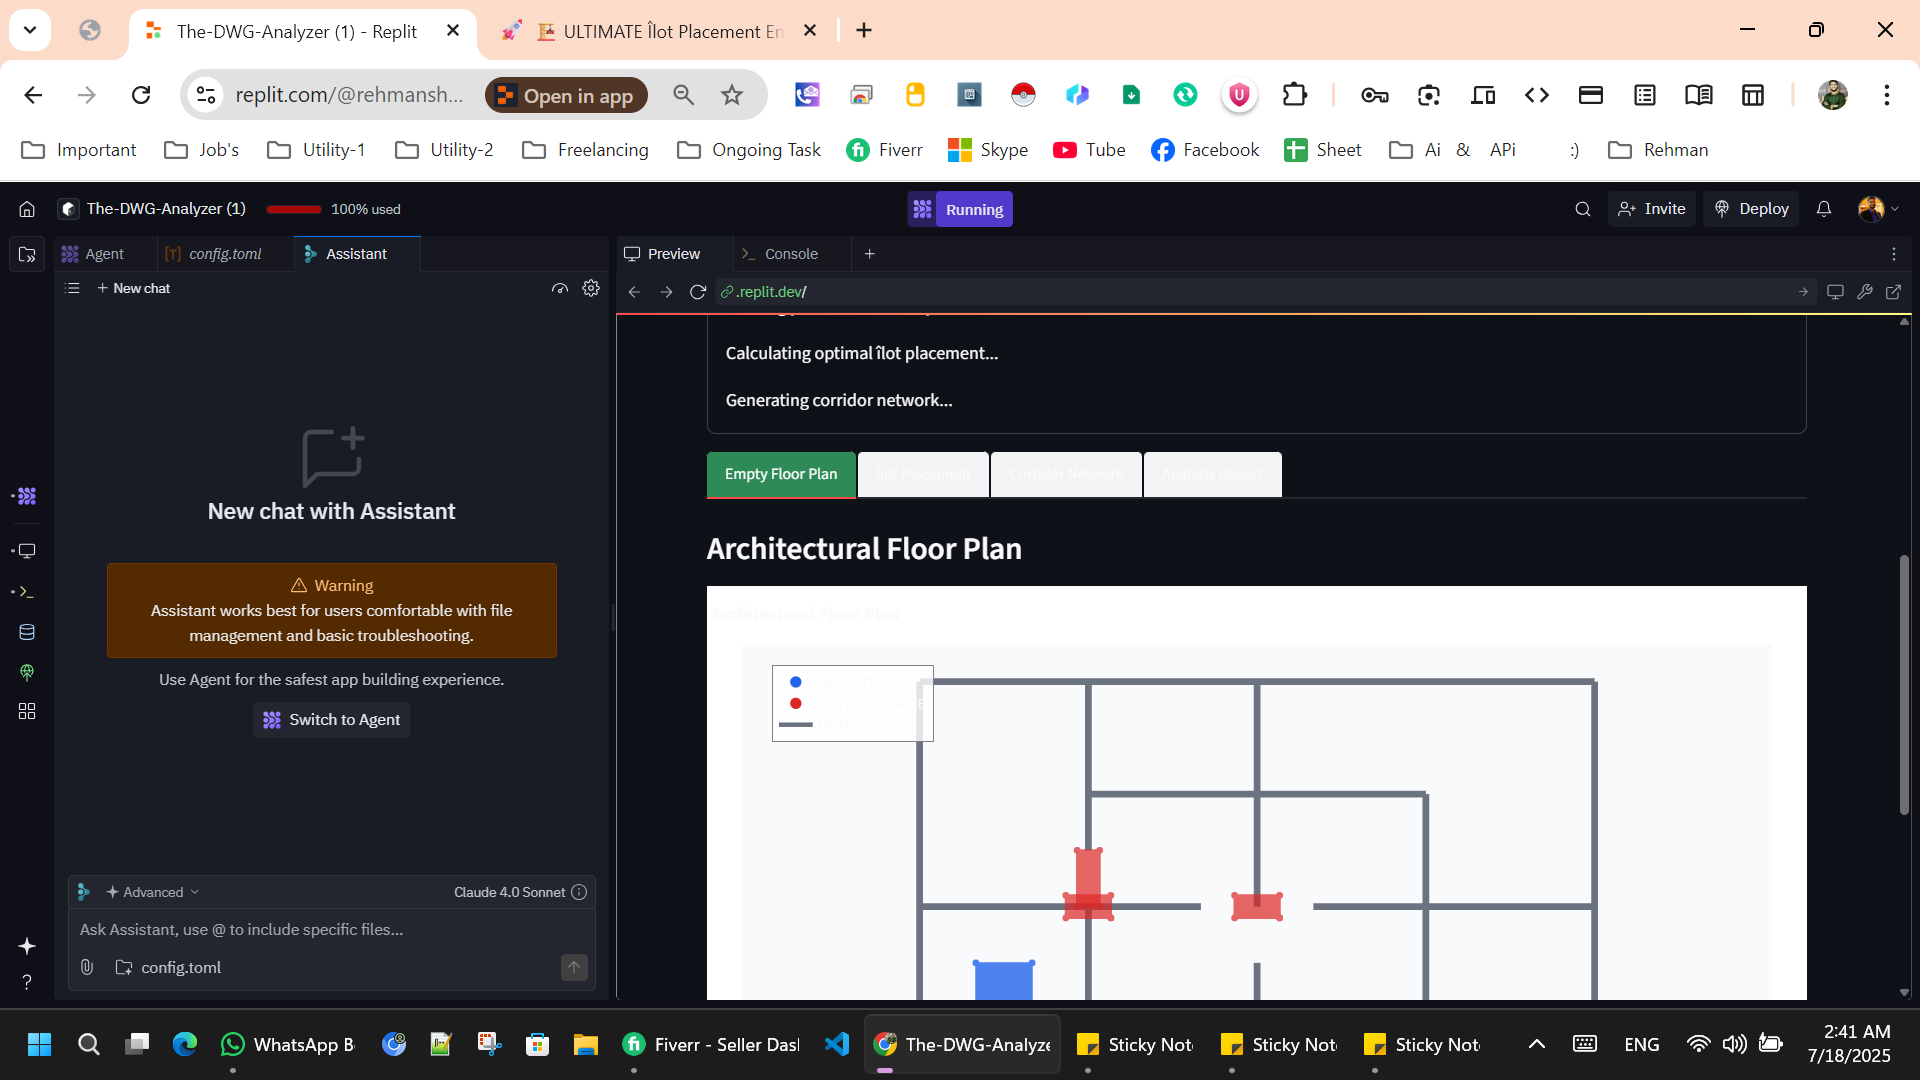 The-DWG-Analyzer (1) - Replit
ULTIMATE Îlot Placement En
replit.com/@rehmansh...
Open in app
Important
Job's
Utility-1
Utility-2
Freelancing
Ongoing Task
Fiverr
Skype
Tube
Facebook
Sheet
Ai & APi :)
Rehman
The-DWG-Analyzer (1)
100% used
Running
Invite
Deploy
Agent
config.toml
Assistant
Preview
Console
New chat
.replit.dev/
Calculating optimal îlot placement...
Generating corridor network...
Empty Floor Plan
Îlot Placement
Corridor Network
Analysis Report
Architectural Floor Plan
Architectural Floor Plan
New chat with Assistant
Warning
Assistant works best for users comfortable with file
management and basic troubleshooting.
Use Agent for the safest app building experience.
Switch to Agent
Advanced
Claude 4.0 Sonnet
Ask Assistant, use @ to include specific files...
config.toml
WhatsApp B
Fiverr - Seller Dasl
The-DWG-Analyze
Sticky Not
Sticky Not
Sticky Not
ENG
2:41 AM
7/18/2025